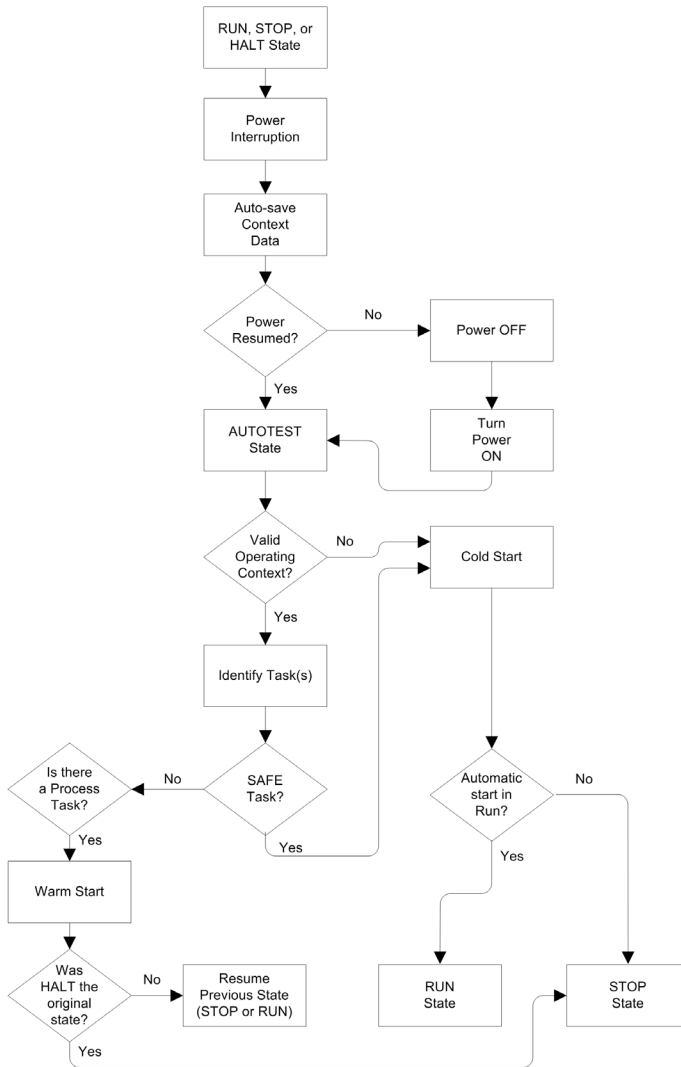 RUN, STOP, or
HALT State
Power
Interruption
Auto-save
Context
Data
Power
Resumed?
No
Power OFF
Yes
AUTOTEST
State
Turn
Power
ON
Valid
Operating
Context?
No
Cold Start
Yes
Identify Task(s)
Is there
a Process
Task?
No
SAFE
Task?
Automatic
start in
Run?
No
Yes
Yes
Yes
Warm Start
Was
HALT the
original
state?
No
Resume
Previous State
(STOP or RUN)
RUN
State
STOP
State
Yes